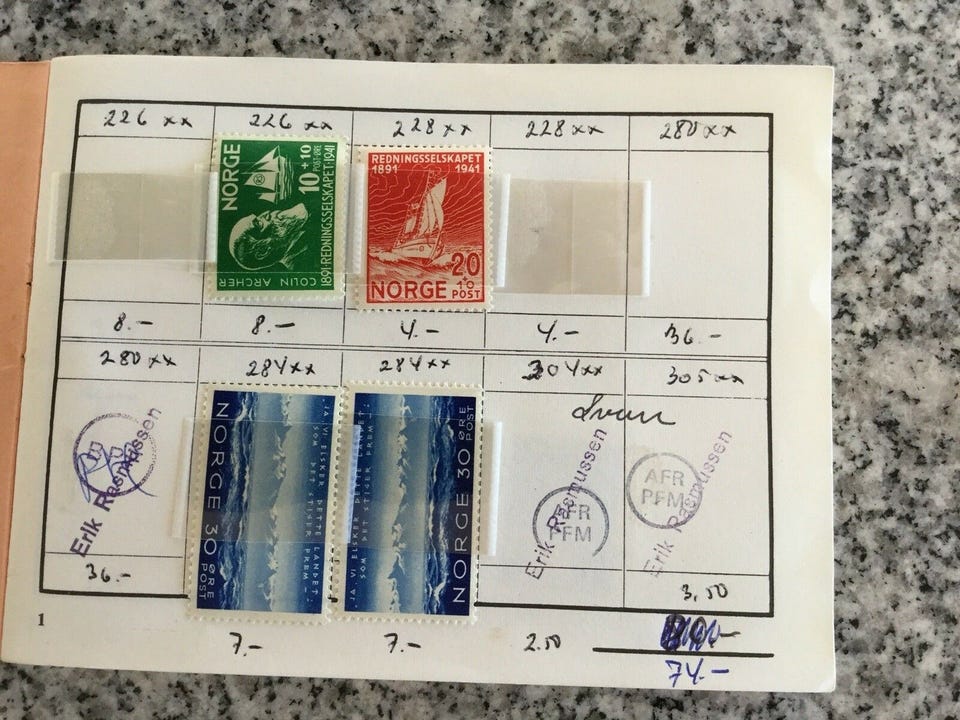 226 xx
226 xx
228 xx
228 xx
280 xx
NORGE
10+10
POST·ØRE
1891·REDNINGSSELSKAPET·1941
COLIN ARCHER
REDNINGSSELSKAPET
1891 1941
20
+10
NORGE POST
8.-
8.-
4.-
4.-
36.-
280 xx
284 xx
284 xx
304 xx
305 xx
Erik Rasmussen
NORGE 30 ØRE
POST
"JA, VI ELSKER DETTE LANDET
SOM DET STIGER FREM_"
NORGE 30 ØRE
POST
"JA, VI ELSKER DETTE LANDET
SOM DET STIGER FREM_"
AFR
PFM
Erik Rasmussen
AFR
PFM
Erik Rasmussen
36.-
3,50
1
7.-
7.-
2.50
74.-